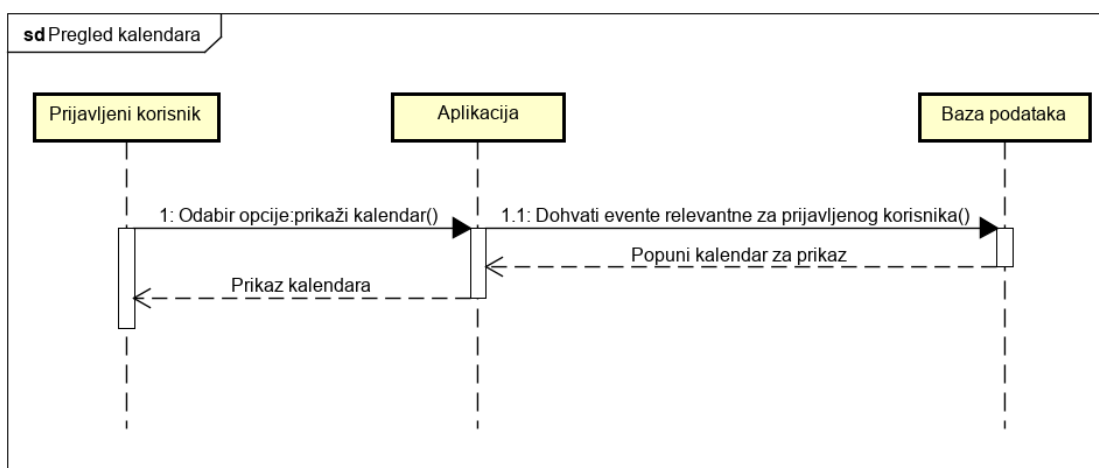 sd Pregled kalendara
Prijavljeni korisnik
Aplikacija
Baza podataka
1: Odabir opcije:prikaži kalendar()
1.1: Dohvati evente relevantne za prijavljenog korisnika()
Popuni kalendar za prikaz
Prikaz kalendara